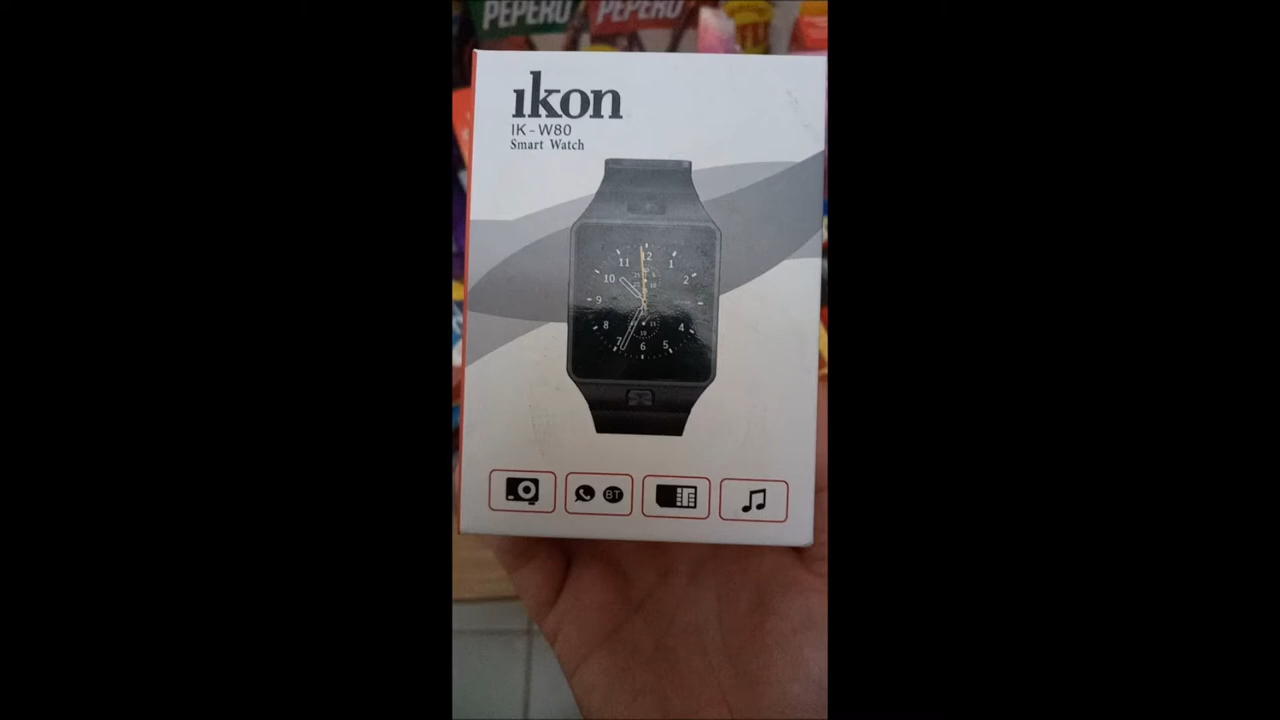 PEPERO PEPERO
ıkon
IK-W80
Smart Watch
12
11 1
10 2
9
8 4
7 6 5
BT